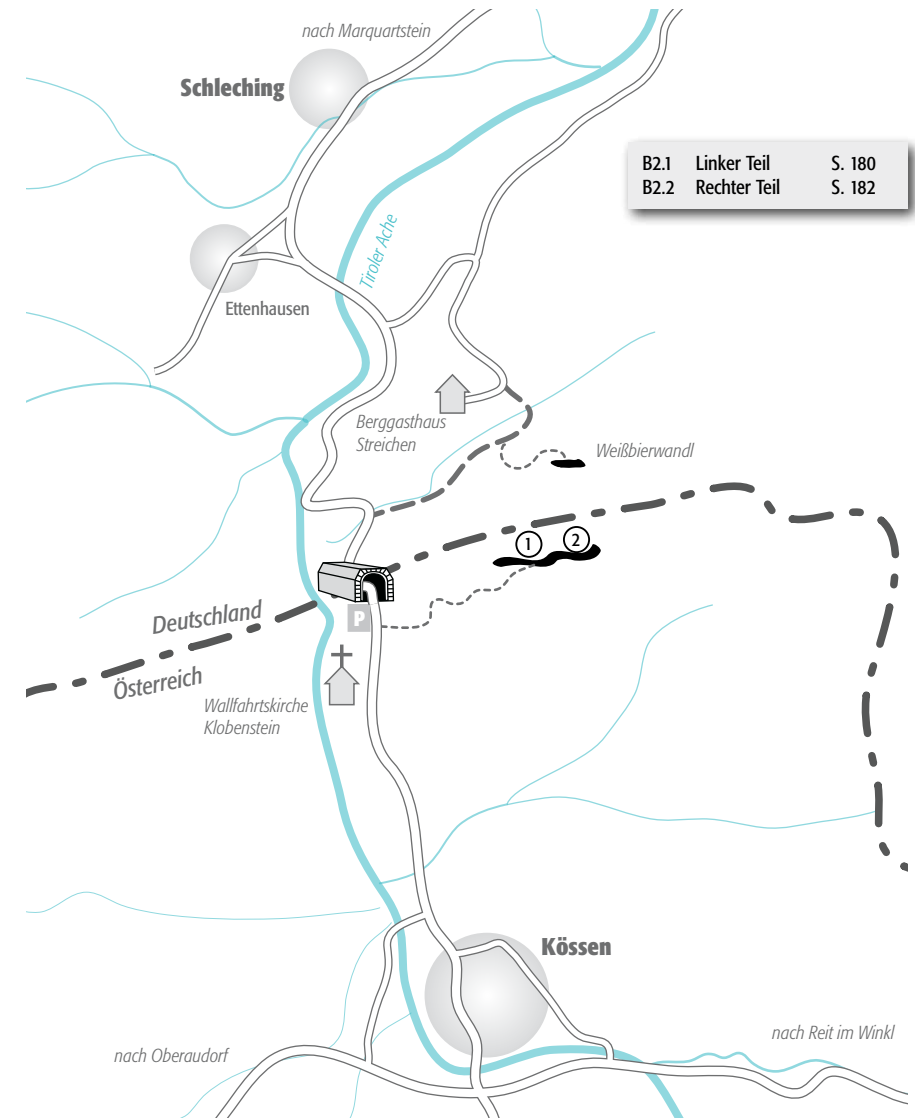 nach Marquartstein
Schleching
B2.1 Linker Teil S. 180
B2.2 Rechter Teil S. 182
Tiroler Ache
Ettenhausen
Berggasthaus
Streichen
Weißbierwandl
1
2
Deutschland
P
Österreich
Wallfahrtskirche
Klobenstein
Kössen
nach Reit im Winkl
nach Oberaudorf